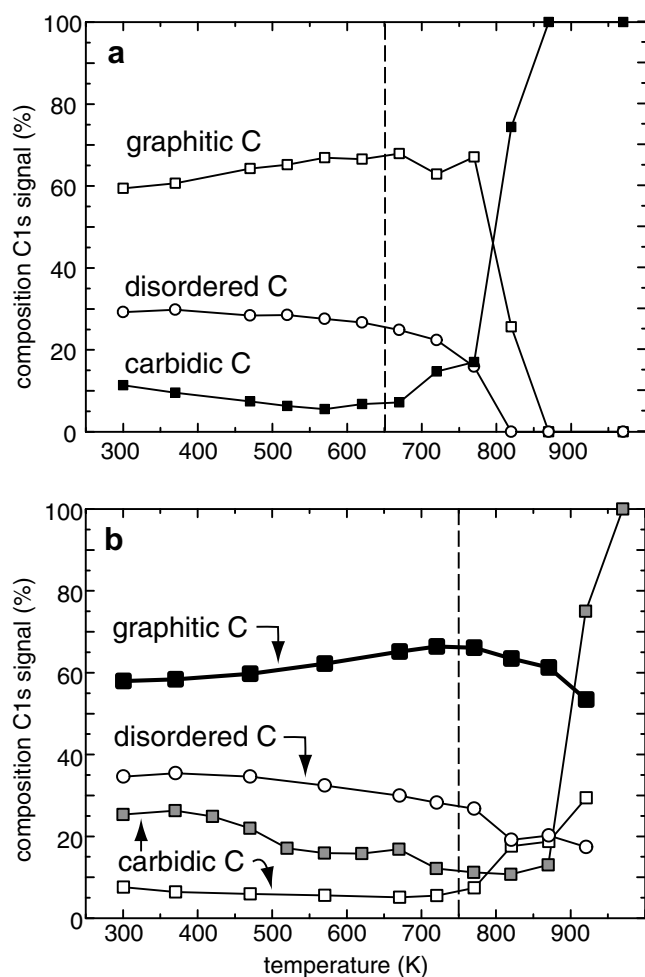 a
composition C1s signal (%)
100
80
60
40
20
0
graphitic C
disordered C
carbidic C
300 400 500 600 700 800 900
b
composition C1s signal (%)
100
80
60
40
20
0
graphitic C
disordered C
carbidic C
300 400 500 600 700 800 900
temperature (K)